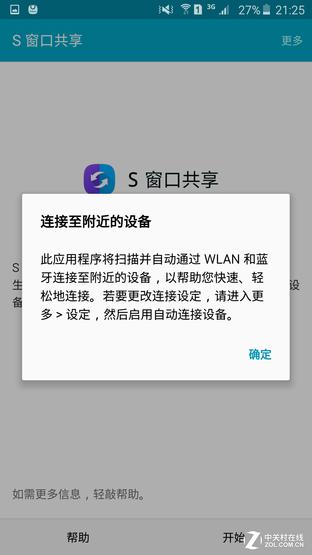 3G 27% 21:25
S 窗口共享 更多
S 窗口共享
连接至附近的设备
此应用程序将扫描并自动通过 WLAN 和蓝
牙连接至附近的设备，以帮助您快速、轻
松地连接。若要更改连接设定，请进入更
多 > 设定，然后启用自动连接设备。
确定
S
生 设
备
如需更多信息，轻敲帮助。
帮助 开始
中关村在线
ZOL.COM.CN